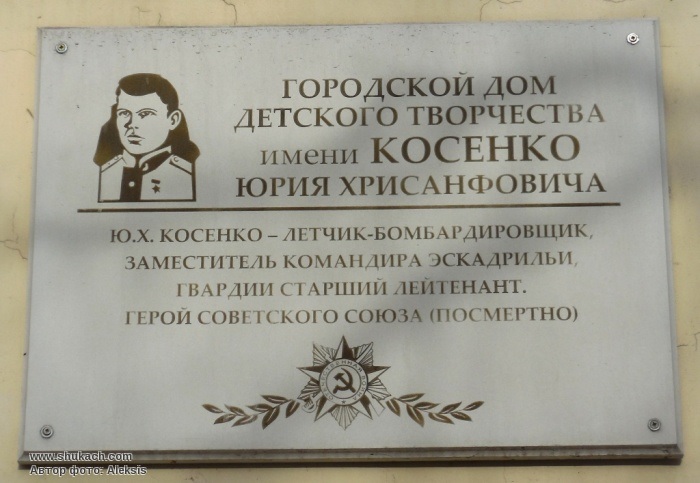 ГОРОДСКОЙ ДОМ
ДЕТСКОГО ТВОРЧЕСТВА
имени КОСЕНКО
ЮРИЯ ХРИСАНФОВИЧА
Ю.Х. КОСЕНКО – ЛЕТЧИК-БОМБАРДИРОВЩИК,
ЗАМЕСТИТЕЛЬ КОМАНДИРА ЭСКАДРИЛЬИ,
ГВАРДИИ СТАРШИЙ ЛЕЙТЕНАНТ.
ГЕРОЙ СОВЕТСКОГО СОЮЗА (ПОСМЕРТНО)
www.shukach.com
Автор фото: Aleksis